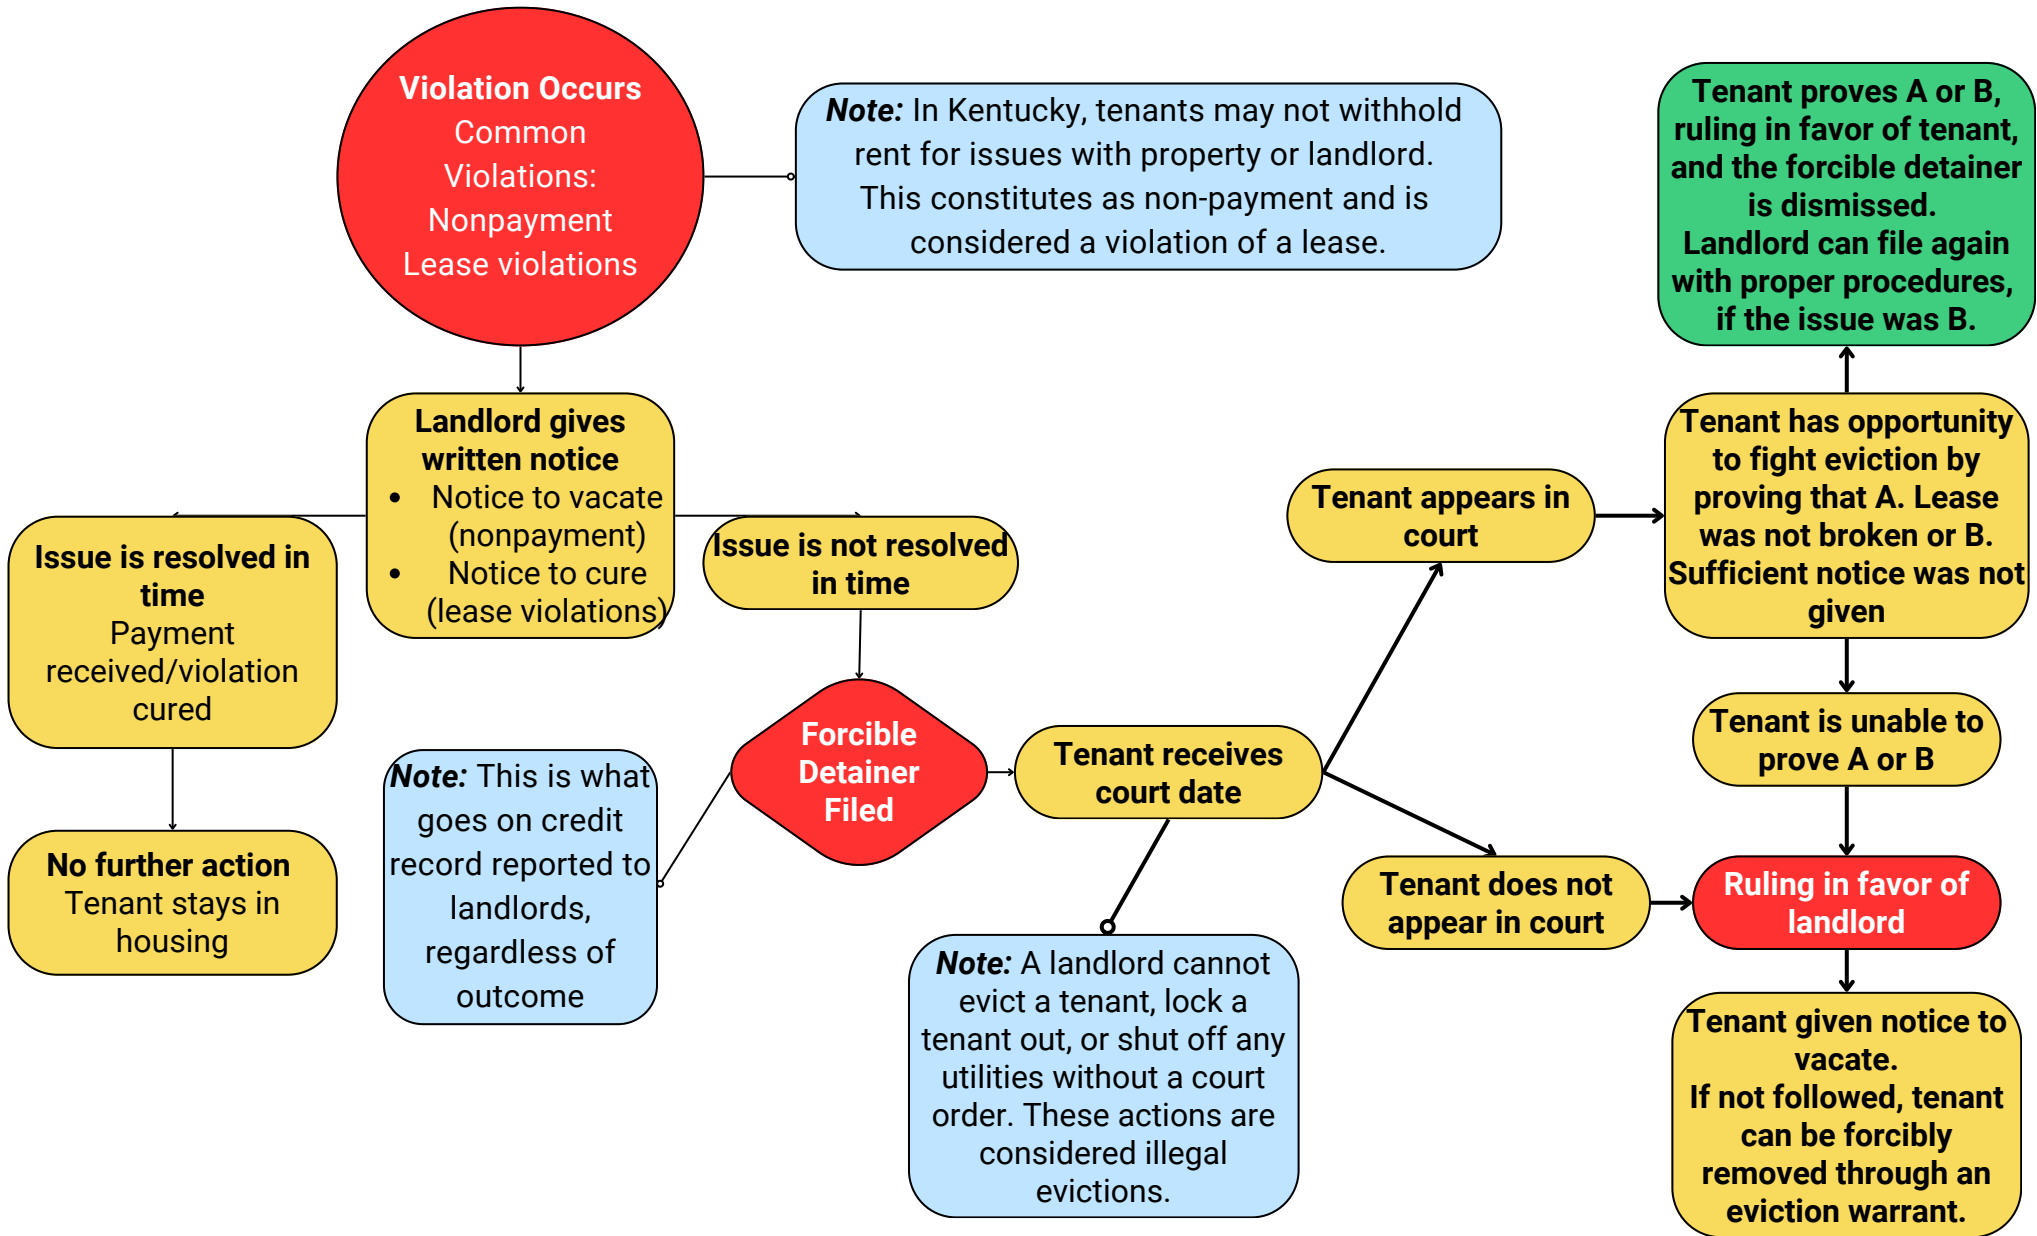 Violation Occurs
Common
Violations:
Nonpayment
Lease violations
Note: In Kentucky, tenants may not withhold
rent for issues with property or landlord.
This constitutes as non-payment and is
considered a violation of a lease.
Landlord gives
written notice
• Notice to vacate
(nonpayment)
• Notice to cure
(lease violations)
Issue is resolved in
time
Payment
received/violation
cured
No further action
Tenant stays in
housing
Issue is not resolved
in time
Forcible
Detainer
Filed
Note: This is what
goes on credit
record reported to
landlords,
regardless of
outcome
Tenant receives
court date
Note: A landlord cannot
evict a tenant, lock a
tenant out, or shut off any
utilities without a court
order. These actions are
considered illegal
evictions.
Tenant appears in
court
Tenant has opportunity
to fight eviction by
proving that A. Lease
was not broken or B.
Sufficient notice was not
given
Tenant proves A or B,
ruling in favor of tenant,
and the forcible detainer
is dismissed.
Landlord can file again
with proper procedures,
if the issue was B.
Tenant is unable to
prove A or B
Tenant does not
appear in court
Ruling in favor of
landlord
Tenant given notice to
vacate.
If not followed, tenant
can be forcibly
removed through an
eviction warrant.